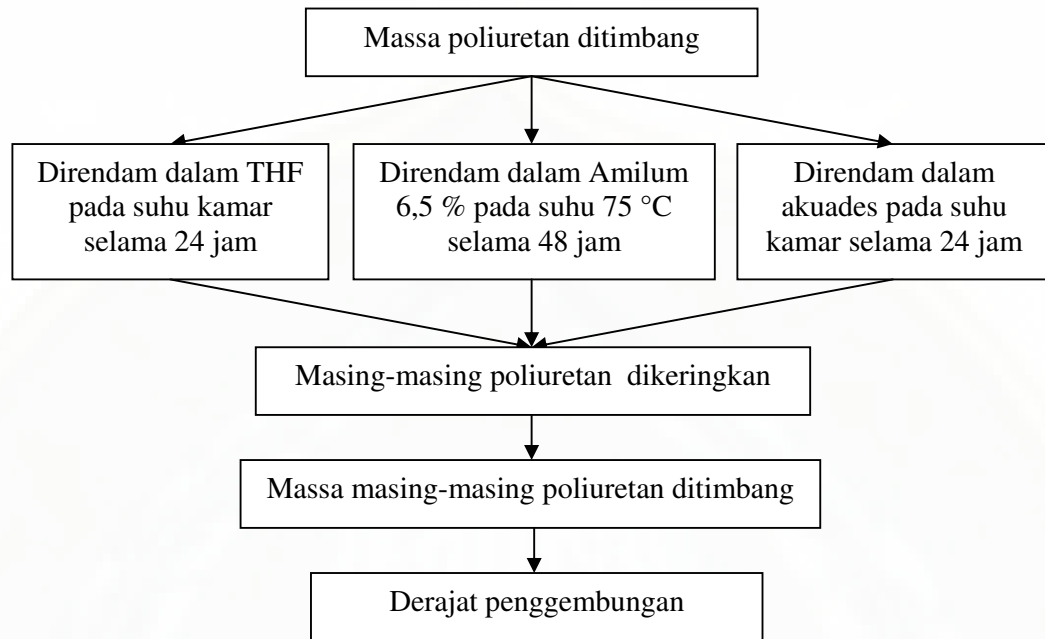 Massa poliuretan ditimbang
Direndam dalam THF
pada suhu kamar
selama 24 jam
Direndam dalam Amilum
6,5 % pada suhu 75 °C
selama 48 jam
Direndam dalam
akuades pada suhu
kamar selama 24 jam
Masing-masing poliuretan dikeringkan
Massa masing-masing poliuretan ditimbang
Derajat penggembungan